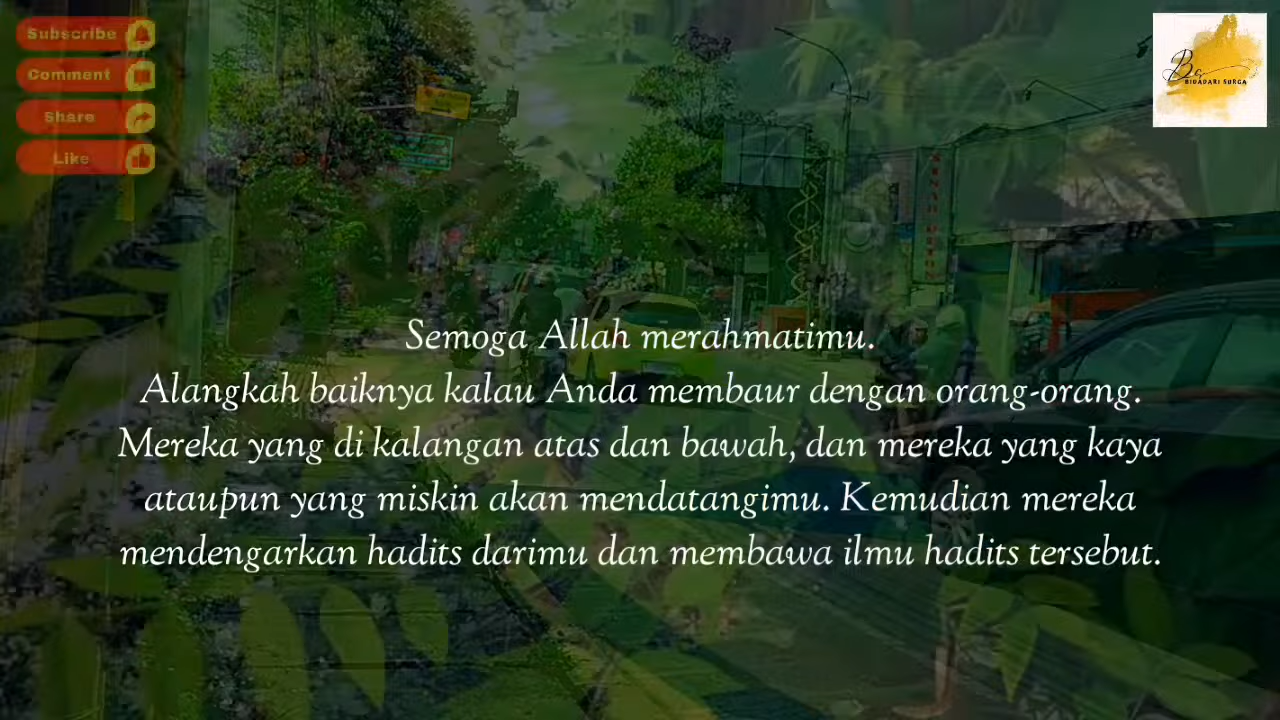 Subscribe
Comment
Share
Like
BIDADARI SURGA
Semoga Allah merahmatimu.
Alangkah baiknya kalau Anda membaur dengan orang-orang.
Mereka yang di kalangan atas dan bawah, dan mereka yang kaya
ataupun yang miskin akan mendatangimu. Kemudian mereka
mendengarkan hadits darimu dan membawa ilmu hadits tersebut.